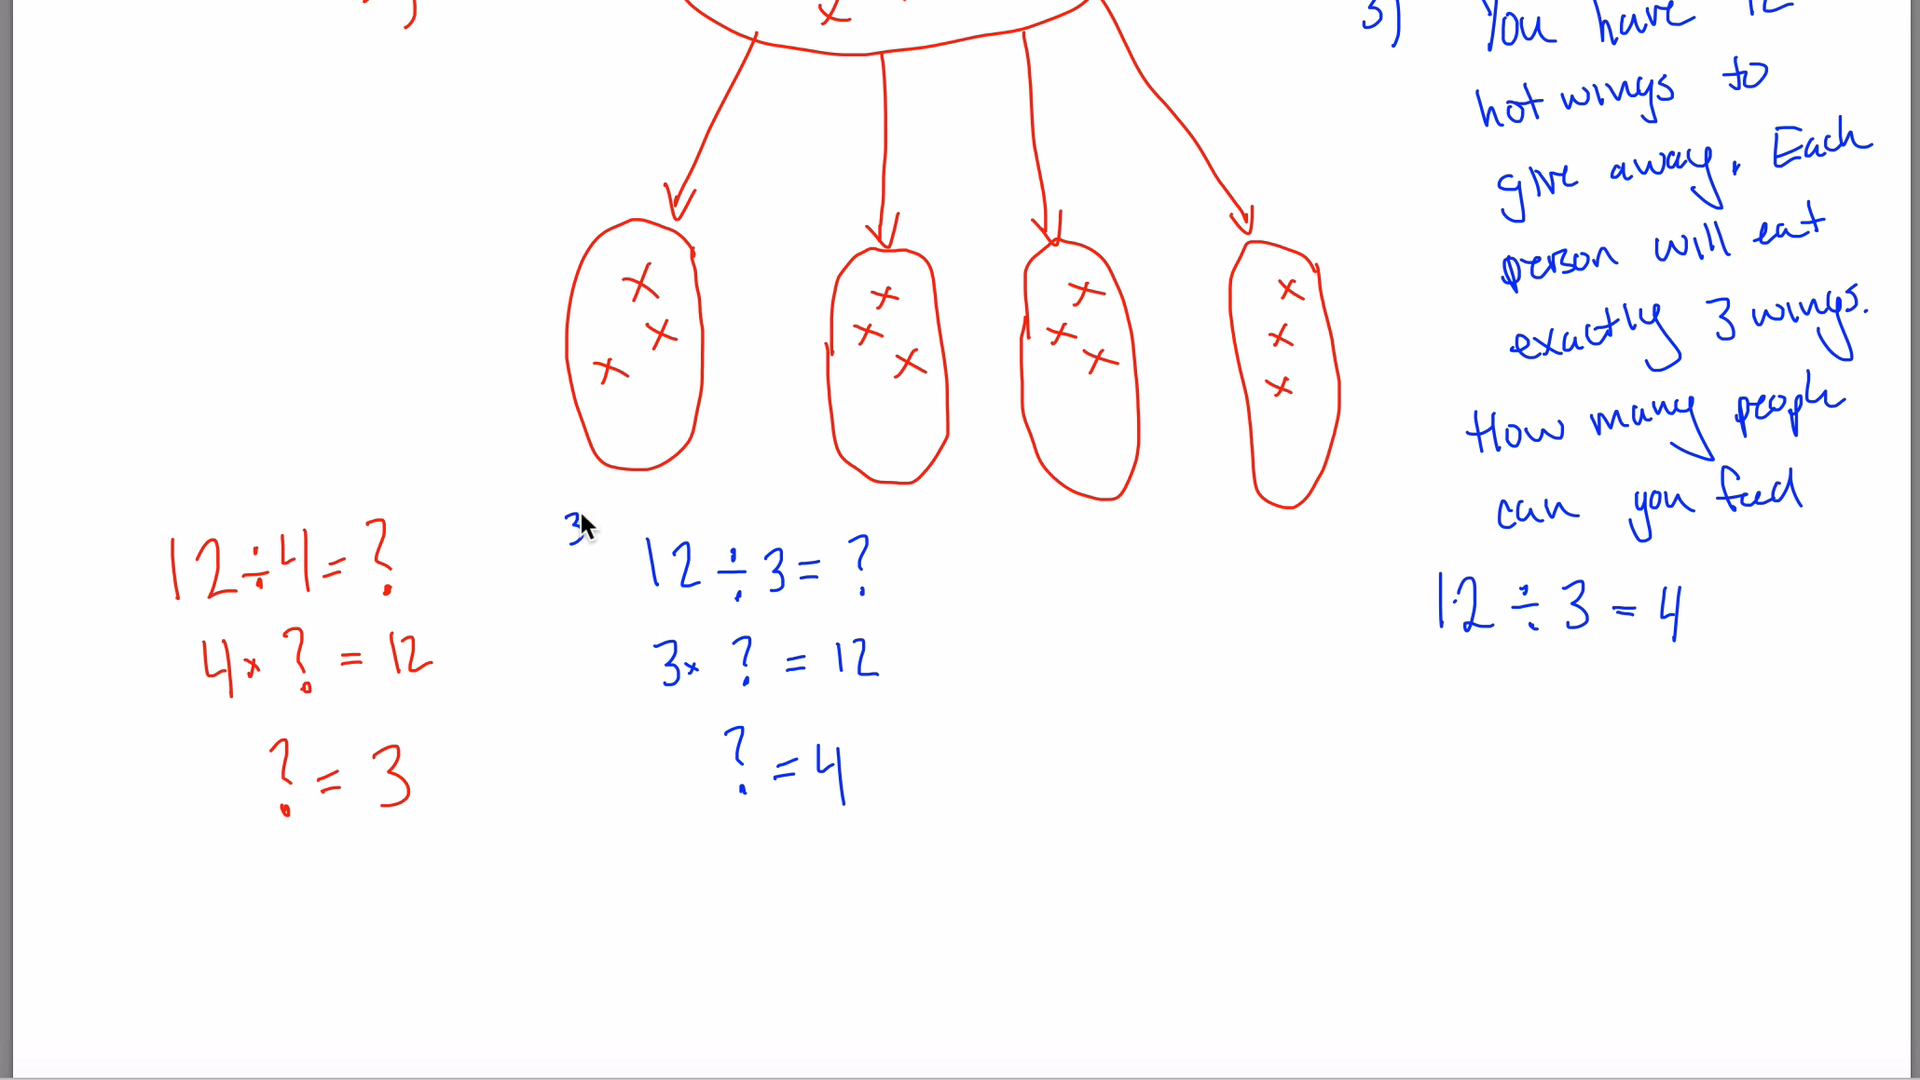 3) You have 12
hot wings to
give away. Each
person will eat
exactly 3 wings.
How many people
can you feed
12 ÷ 3 = 4
12 ÷ 4 = ?
4 × ? = 12
? = 3
3
12 ÷ 3 = ?
3 × ? = 12
? = 4
x
x
x
x
x
x
x
x
x
x
x
x
x